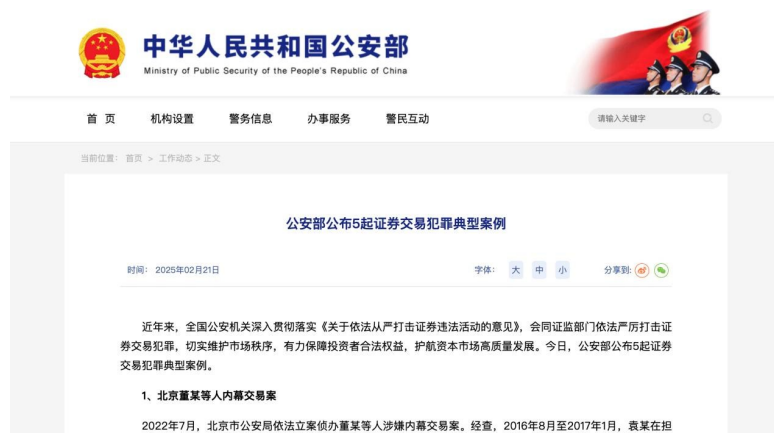 中华人民共和国公安部
Ministry of Public Security of the People's Republic of China
首 页 机构设置 警务信息 办事服务 警民互动 请输入关键字
当前位置： 首页 > 工作动态 > 正文
公安部公布5起证券交易犯罪典型案例
时间： 2025年02月21日 字体： 大 中 小 分享到:
近年来，全国公安机关深入贯彻落实《关于依法从严打击证券违法活动的意见》，会同证监部门依法严厉打击证
券交易犯罪，切实维护市场秩序，有力保障投资者合法权益，护航资本市场高质量发展。今日，公安部公布5起证券
交易犯罪典型案例。
1、北京董某等人内幕交易案
2022年7月，北京市公安局依法立案侦办董某等人涉嫌内幕交易案。经查，2016年8月至2017年1月，袁某在担